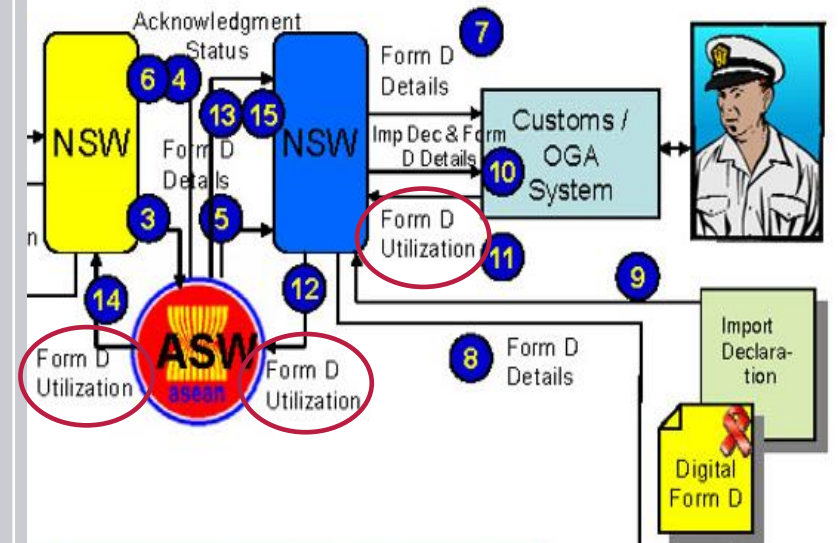 Acknowledgment
Status
6 4
13 15
7
Form D
Details
NSW
NSW
Form D
Details
Imp Dec & Form
D Details
10
Customs /
OGA
System
3
5
Form D
Utilization
11
n
14
12
9
ASW
asean
Form D
Utilization
Form D
Utilization
8
Form D
Details
Import
Declara-
tion
Digital
Form D